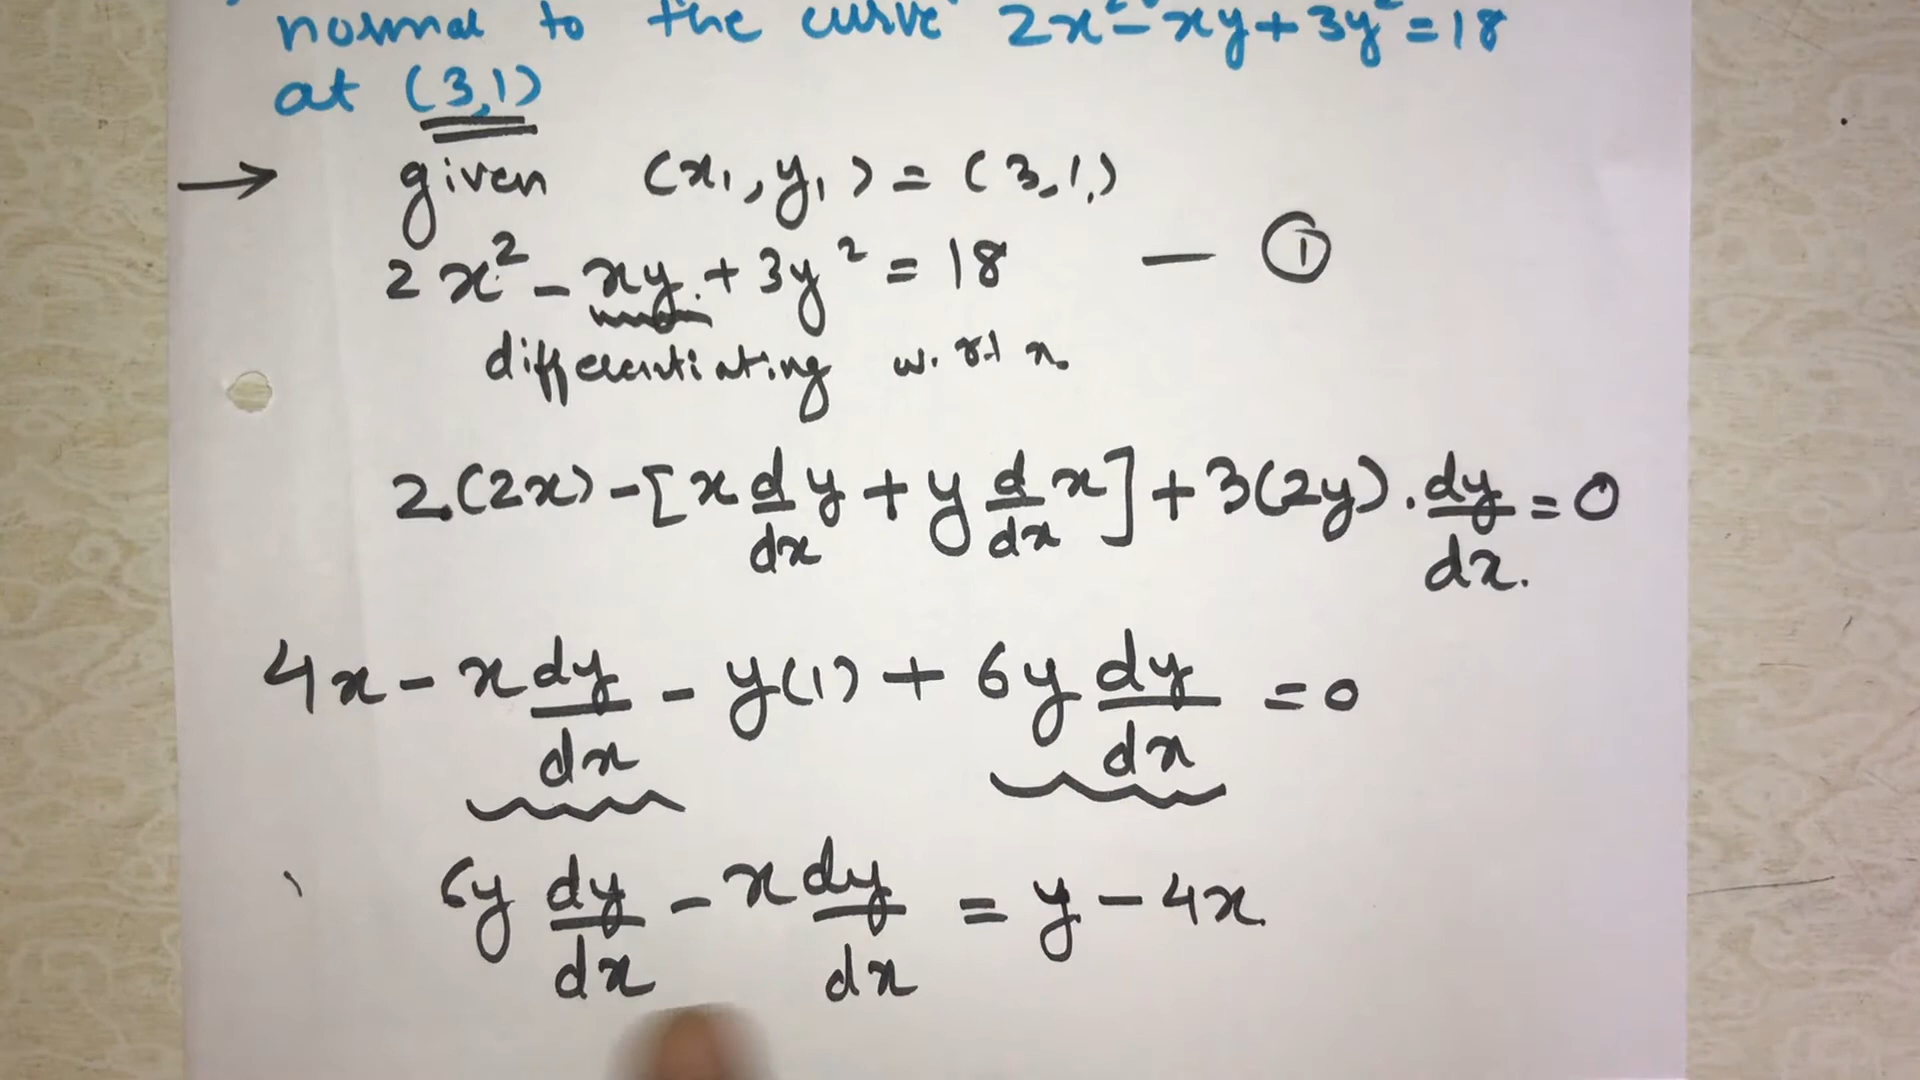 normal to the curve 2x²-xy+3y²=18
at (3,1)
→ given (x₁,y₁)=(3,1)
2x²-xy+3y²=18 — ①
differentiating w.r.t x.
2.(2x)-[x d/dx y+y d/dx x]+3(2y).dy/dx=0
4x-x dy/dx-y(1)+6y dy/dx=0
6y dy/dx-x dy/dx=y-4x